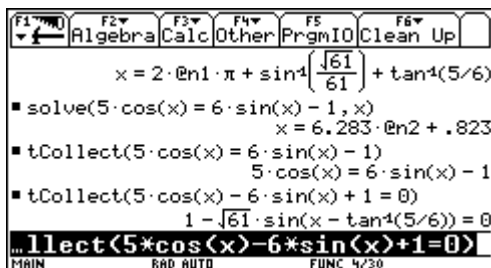 F1 F2 F3 F4 F5 F6
Algebra Calc Other PrgmIO Clean Up
x = 2·@n1·π + sin⁻¹(√61/61) + tan⁻¹(5/6)
▪ solve(5·cos(x) = 6·sin(x) − 1, x)
x = 6.283·@n2 + .823
▪ tCollect(5·cos(x) = 6·sin(x) − 1)
5·cos(x) = 6·sin(x) − 1
▪ tCollect(5·cos(x) − 6·sin(x) + 1 = 0)
1 − √61·sin(x − tan⁻¹(5/6)) = 0
…llect(5*cos(x)-6*sin(x)+1=0)
MAIN RAD AUTO FUNC 4/30